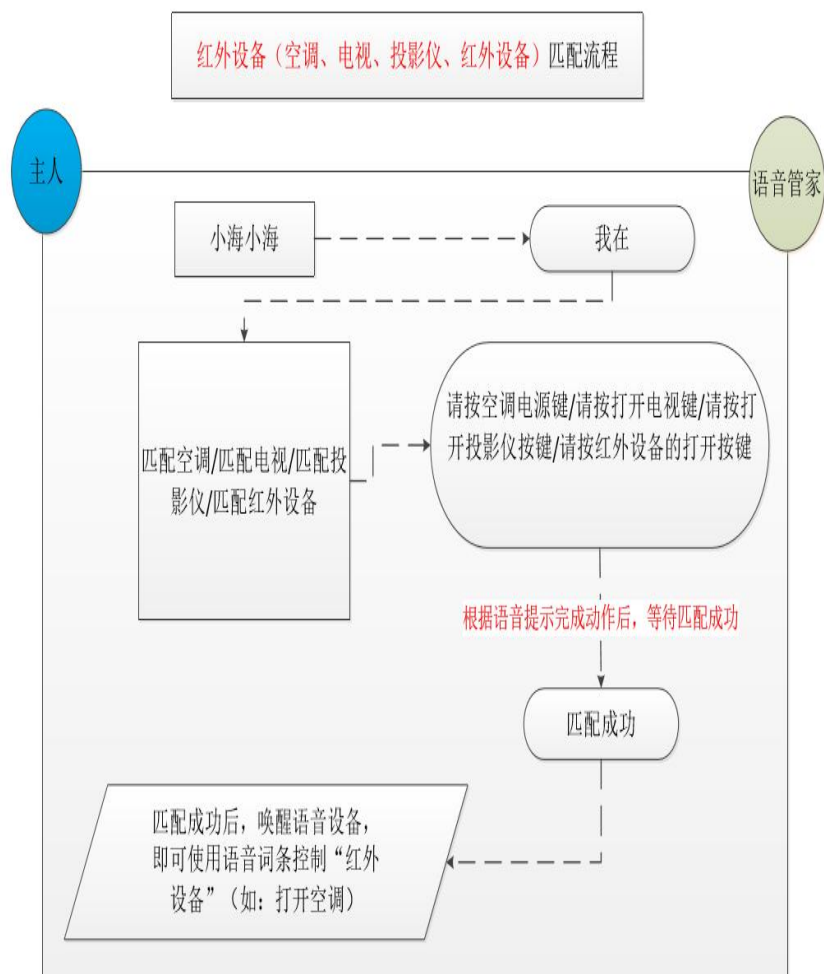 红外设备（空调、电视、投影仪、红外设备）匹配流程
主人
语音管家
小海小海
我在
匹配空调/匹配电视/匹配投
影仪/匹配红外设备
请按空调电源键/请按打开电视键/请按打
开投影仪按键/请按红外设备的打开按键
根据语音提示完成动作后，等待匹配成功
匹配成功
匹配成功后，唤醒语音设备，
即可使用语音词条控制“红外
设备”（如：打开空调）